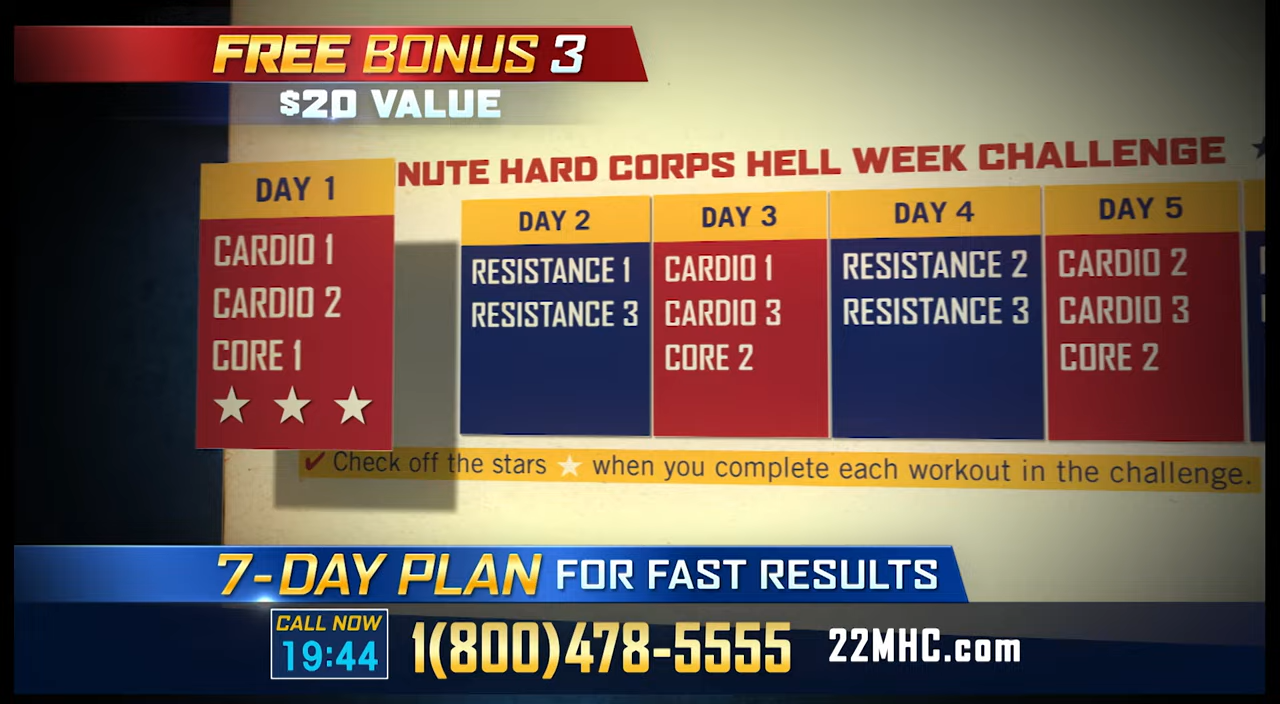 FREE BONUS 3
$20 VALUE
NUTE HARD CORPS HELL WEEK CHALLENGE
DAY 1
CARDIO 1
CARDIO 2
CORE 1
DAY 2
RESISTANCE 1
RESISTANCE 3
DAY 3
CARDIO 1
CARDIO 3
CORE 2
DAY 4
RESISTANCE 2
RESISTANCE 3
DAY 5
CARDIO 2
CARDIO 3
CORE 2
✓ Check off the stars ★ when you complete each workout in the challenge.
7-DAY PLAN FOR FAST RESULTS
CALL NOW
19:44
1(800)478-5555
22MHC.com